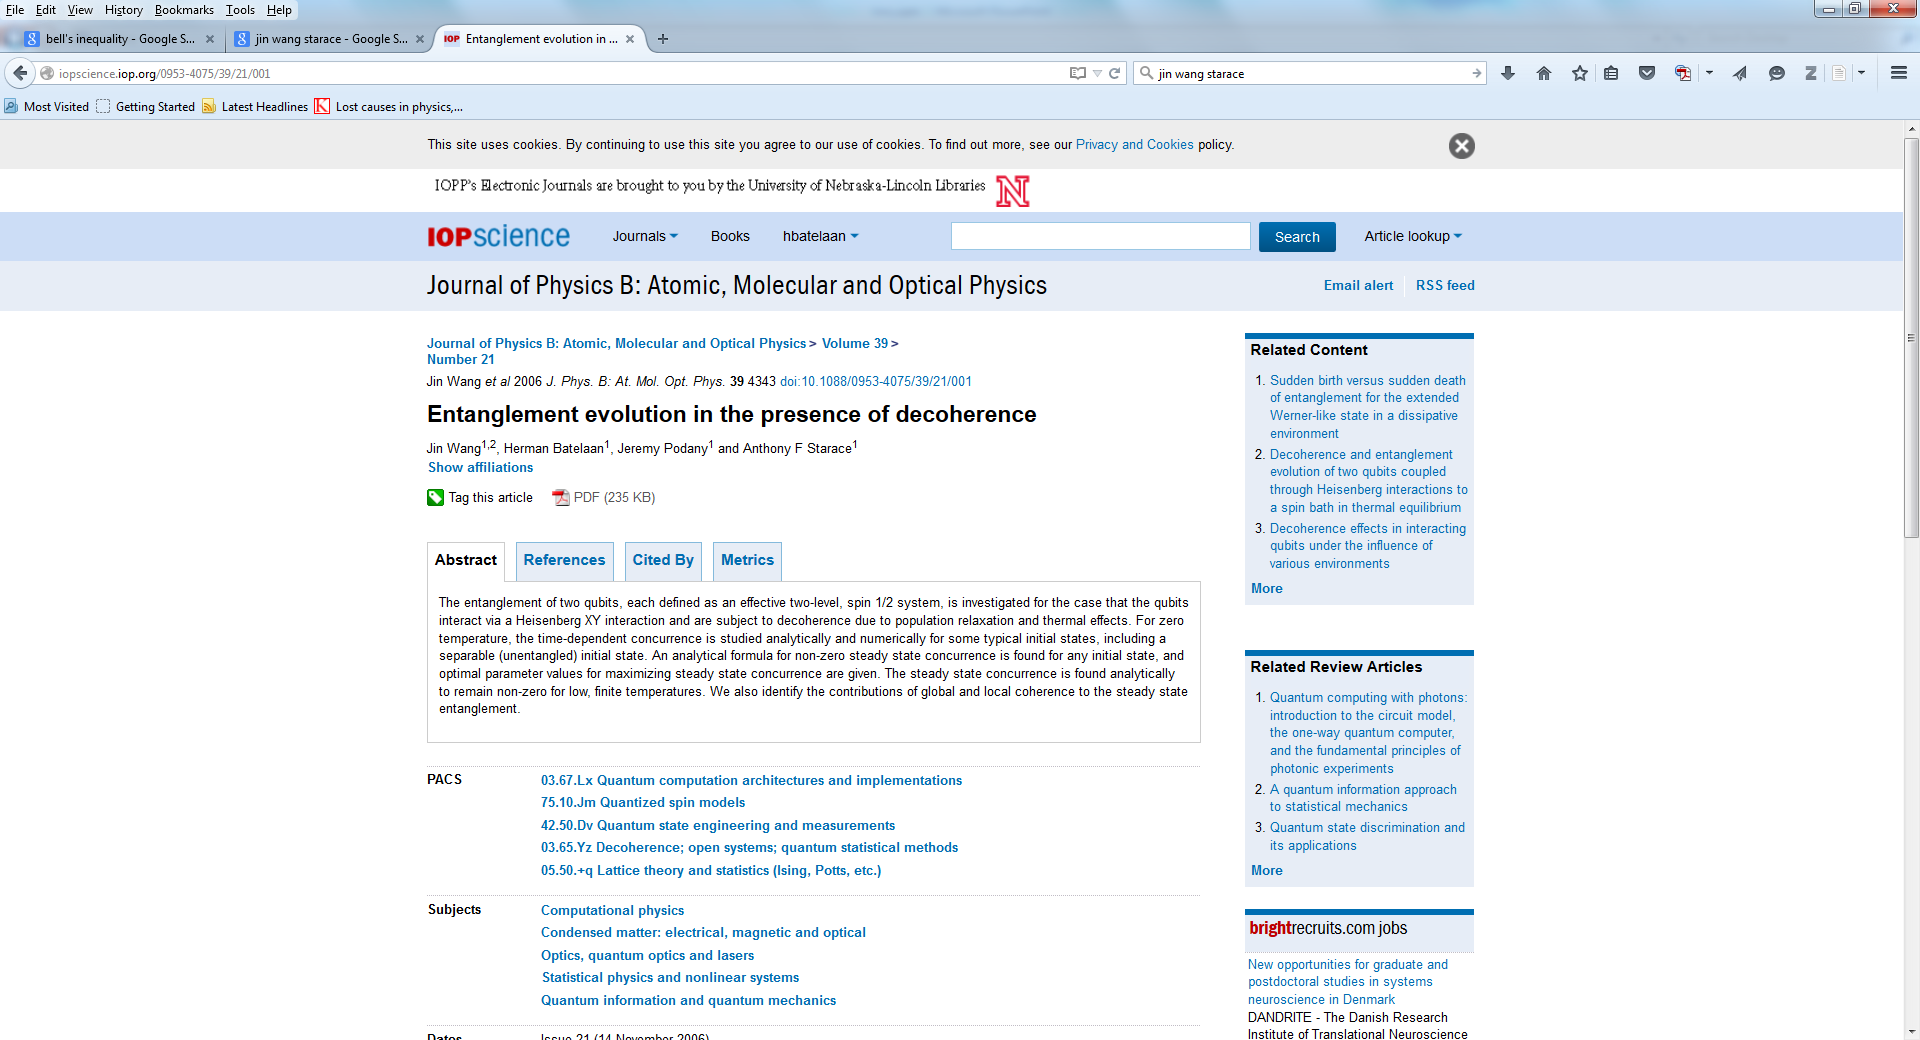 File Edit View History Bookmarks Tools Help
bell's inequality - Google S... jin wang starace - Google S... IOP Entanglement evolution in ...
iopscience.iop.org/0953-4075/39/21/001 jin wang starace
Most Visited Getting Started Latest Headlines Lost causes in physics,...
This site uses cookies. By continuing to use this site you agree to our use of cookies. To find out more, see our Privacy and Cookies policy.
IOPP's Electronic Journals are brought to you by the University of Nebraska-Lincoln Libraries N
IOPscience Journals Books hbatelaan Search Article lookup
Journal of Physics B: Atomic, Molecular and Optical Physics Email alert RSS feed
Journal of Physics B: Atomic, Molecular and Optical Physics > Volume 39 >
Number 21
Jin Wang et al 2006 J. Phys. B: At. Mol. Opt. Phys. 39 4343 doi:10.1088/0953-4075/39/21/001
Entanglement evolution in the presence of decoherence
Jin Wang1,2, Herman Batelaan1, Jeremy Podany1 and Anthony F Starace1
Show affiliations
Tag this article PDF (235 KB)
Abstract References Cited By Metrics
The entanglement of two qubits, each defined as an effective two-level, spin 1/2 system, is investigated for the case that the qubits
interact via a Heisenberg XY interaction and are subject to decoherence due to population relaxation and thermal effects. For zero
temperature, the time-dependent concurrence is studied analytically and numerically for some typical initial states, including a
separable (unentangled) initial state. An analytical formula for non-zero steady state concurrence is found for any initial state, and
optimal parameter values for maximizing steady state concurrence are given. The steady state concurrence is found analytically
to remain non-zero for low, finite temperatures. We also identify the contributions of global and local coherence to the steady state
entanglement.
PACS 03.67.Lx Quantum computation architectures and implementations
75.10.Jm Quantized spin models
42.50.Dv Quantum state engineering and measurements
03.65.Yz Decoherence; open systems; quantum statistical methods
05.50.+q Lattice theory and statistics (Ising, Potts, etc.)
Subjects Computational physics
Condensed matter: electrical, magnetic and optical
Optics, quantum optics and lasers
Statistical physics and nonlinear systems
Quantum information and quantum mechanics
Dates Issue 21 (14 November 2006)
Related Content
1. Sudden birth versus sudden death
of entanglement for the extended
Werner-like state in a dissipative
environment
2. Decoherence and entanglement
evolution of two qubits coupled
through Heisenberg interactions to
a spin bath in thermal equilibrium
3. Decoherence effects in interacting
qubits under the influence of
various environments
More
Related Review Articles
1. Quantum computing with photons:
introduction to the circuit model,
the one-way quantum computer,
and the fundamental principles of
photonic experiments
2. A quantum information approach
to statistical mechanics
3. Quantum state discrimination and
its applications
More
brightrecruits.com jobs
New opportunities for graduate and
postdoctoral studies in systems
neuroscience in Denmark
DANDRITE - The Danish Research
Institute of Translational Neuroscience